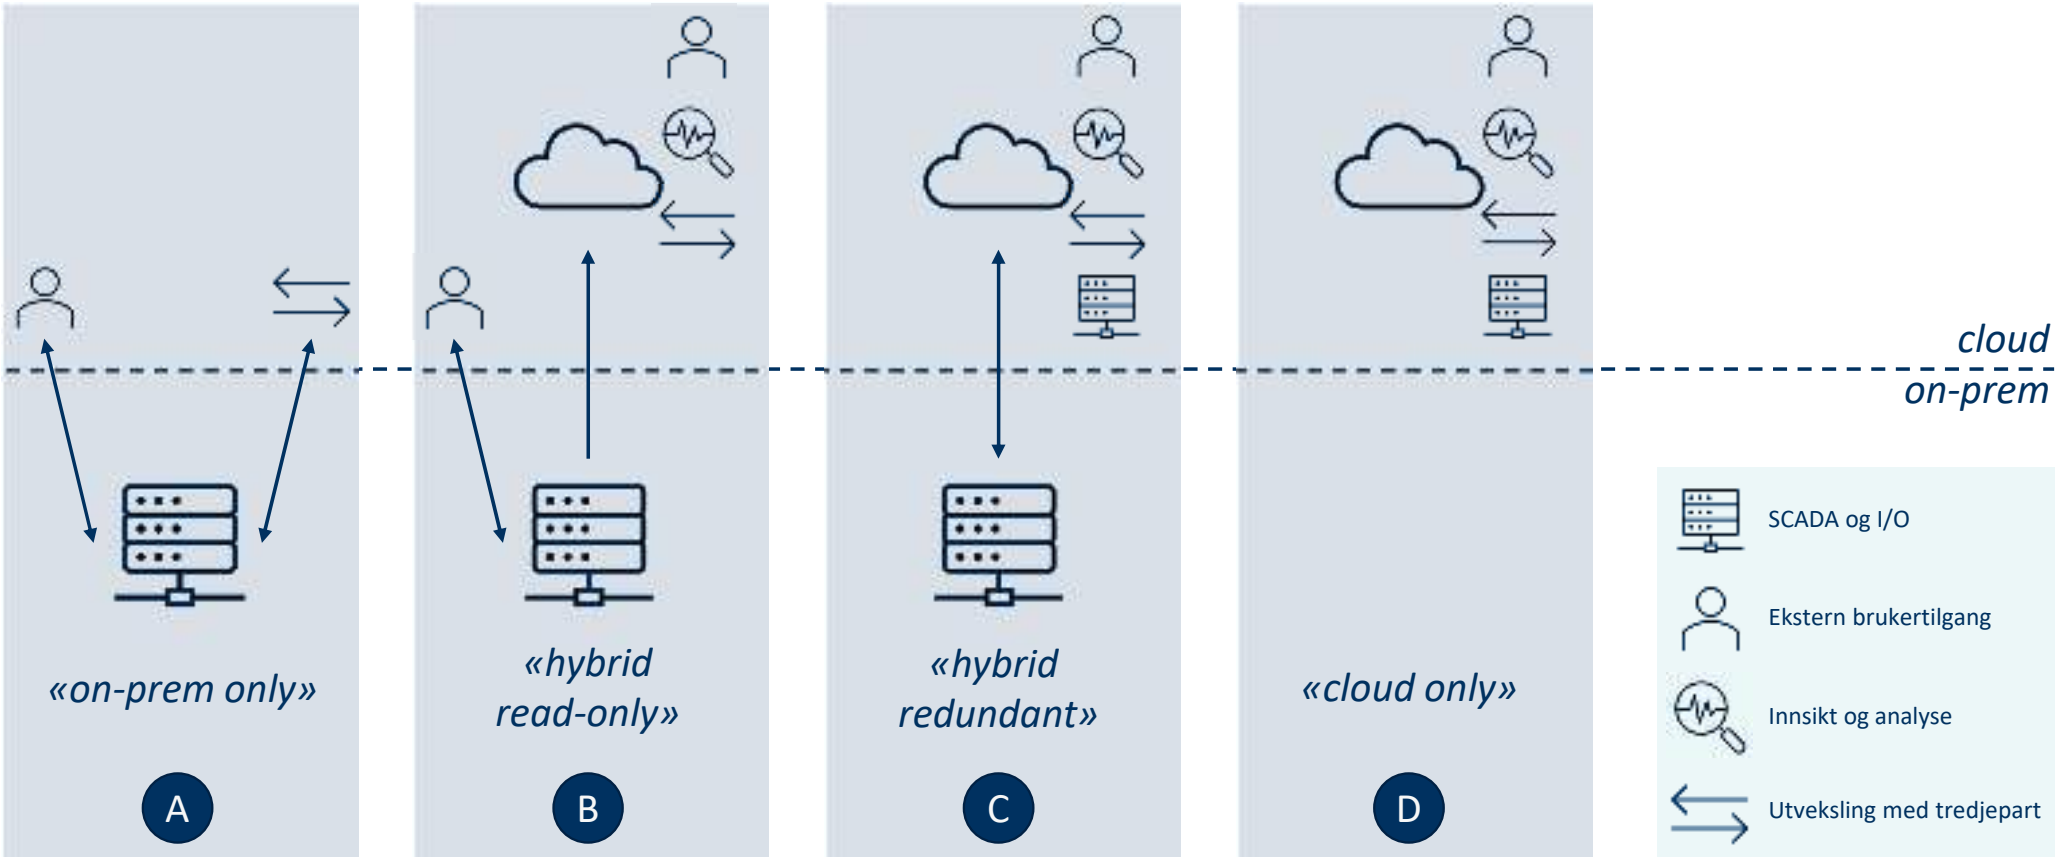 cloud
on-prem
«on-prem only»
«hybrid
read-only»
«hybrid
redundant»
«cloud only»
A
B
C
D
SCADA og I/O
Ekstern brukertilgang
Innsikt og analyse
Utveksling med tredjepart